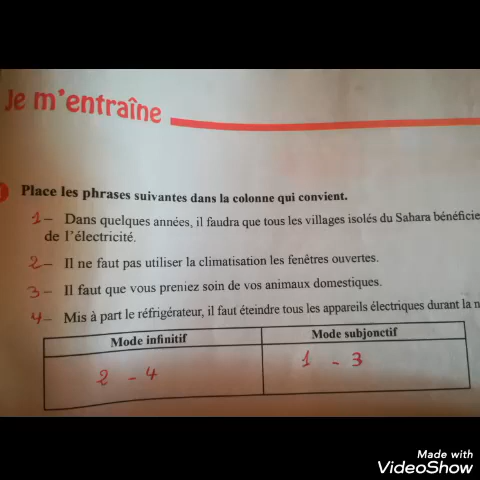 Je m'entraîne
Place les phrases suivantes dans la colonne qui convient.
1 – Dans quelques années, il faudra que tous les villages isolés du Sahara bénéficie
de l'électricité.
2 – Il ne faut pas utiliser la climatisation les fenêtres ouvertes.
3 – Il faut que vous preniez soin de vos animaux domestiques.
4 – Mis à part le réfrigérateur, il faut éteindre tous les appareils électriques durant la n
Mode infinitif Mode subjonctif
2 - 4 1 - 3
Made with
VideoShow